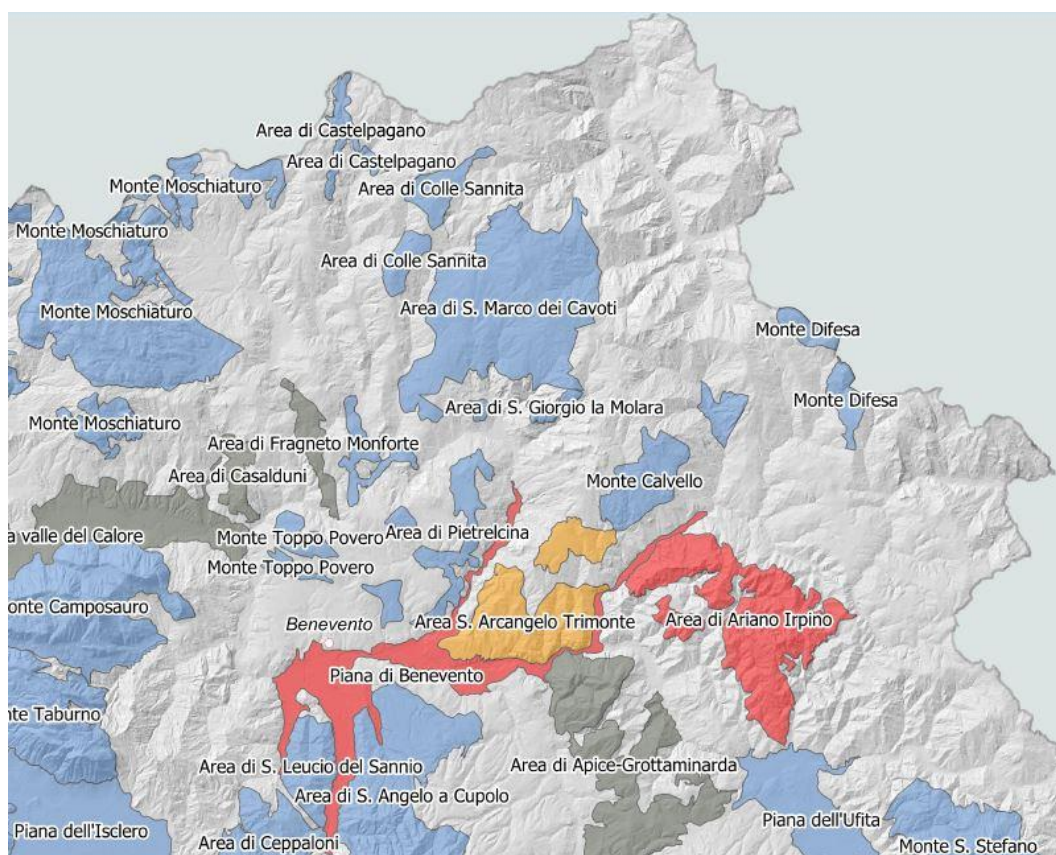 Area di Castelpagano
Area di Castelpagano
Monte Moschiaturo
Area di Colle Sannita
Monte Moschiaturo
Area di Colle Sannita
Area di S. Marco dei Cavoti
Monte Moschiaturo
Monte Difesa
Monte Difesa
Area di S. Giorgio la Molara
Monte Moschiaturo
Area di Fragneto Monforte
Area di Casalduni
Monte Calvello
a valle del Calore
Monte Toppo Povero
Area di Pietrelcina
Monte Toppo Povero
onte Camposauro
Benevento
Area S. Arcangelo Trimonte
Area di Ariano Irpino
Piana di Benevento
nte Taburno
Area di S. Leucio del Sannio
Area di Apice-Grottaminarda
Area di S. Angelo a Cupolo
Piana dell'Isclero
Area di Ceppaloni
Piana dell'Ufita
Monte S. Stefano